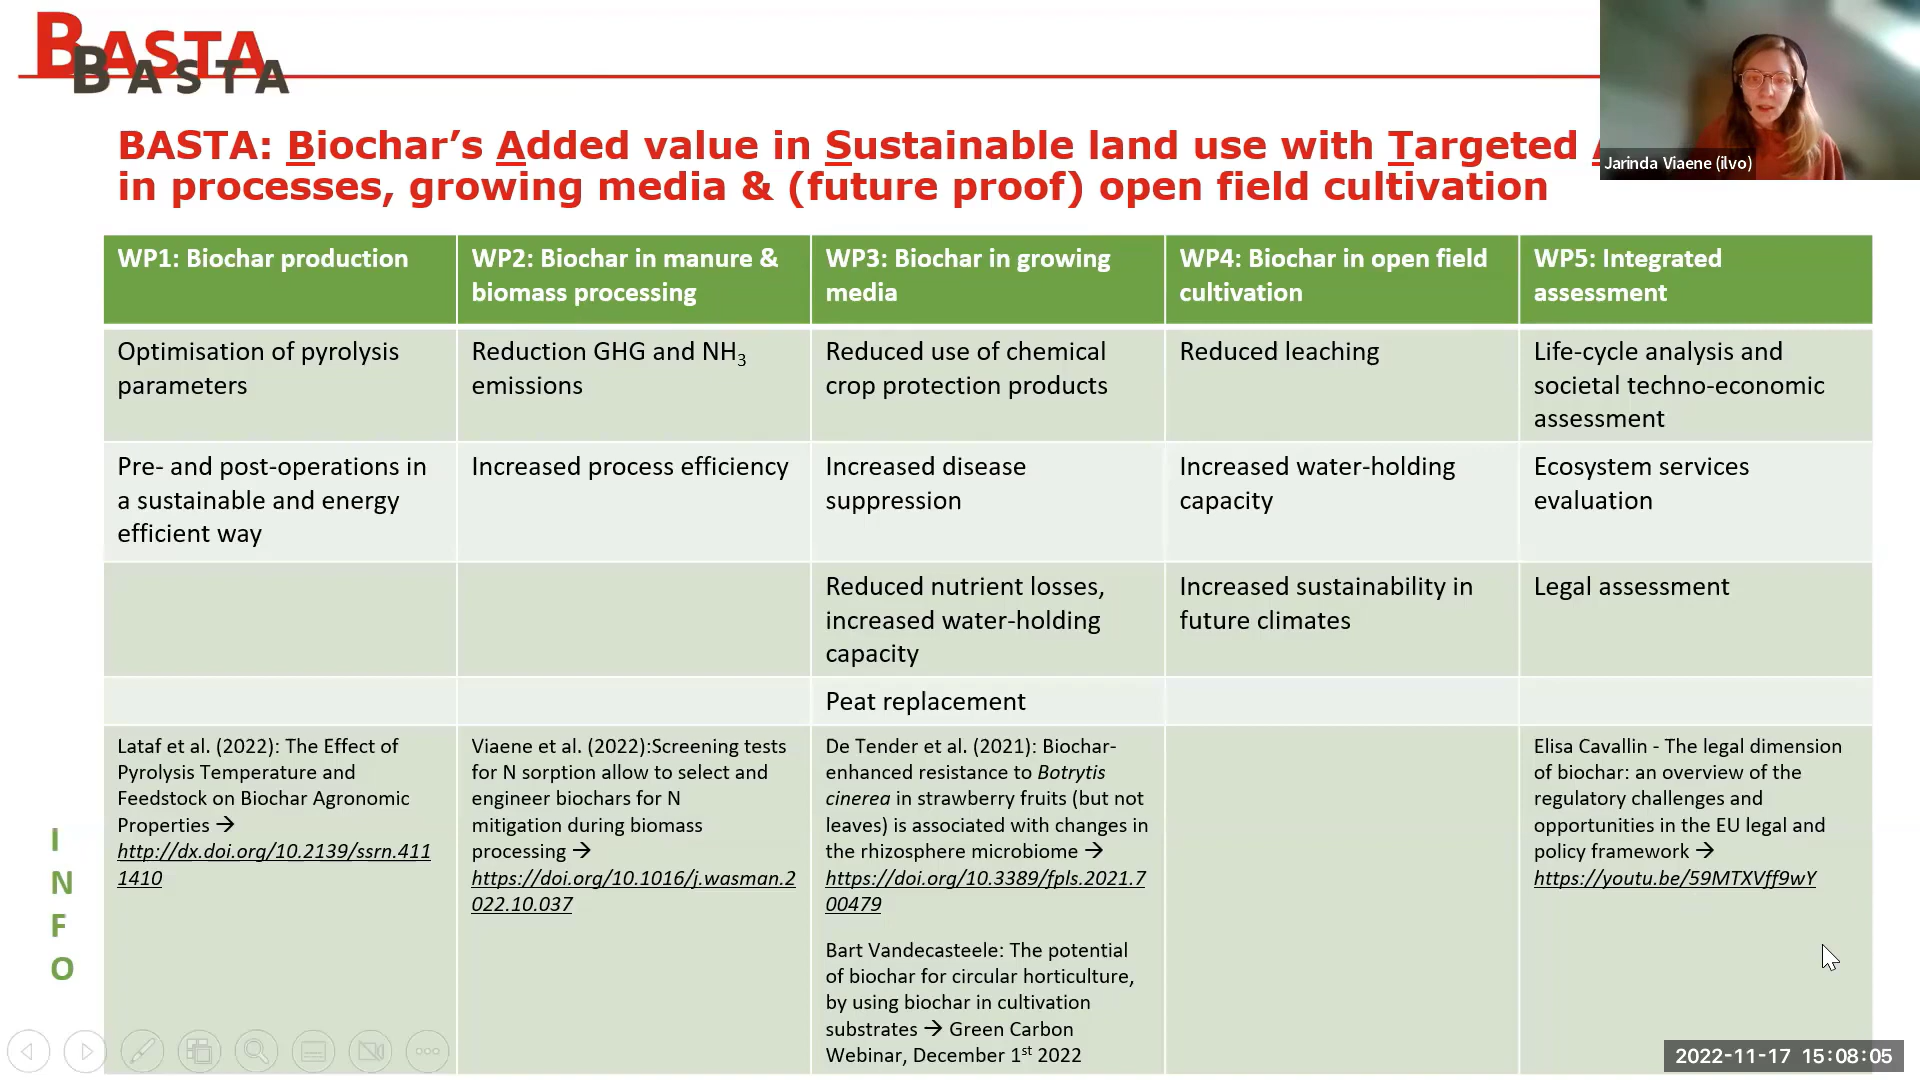 BASTA
BASTA
BASTA: Biochar’s Added value in Sustainable land use with Targeted
in processes, growing media & (future proof) open field cultivation
Jarinda Viaene (ilvo)
WP1: Biochar production
WP2: Biochar in manure &
biomass processing
WP3: Biochar in growing
media
WP4: Biochar in open field
cultivation
WP5: Integrated
assessment
Optimisation of pyrolysis
parameters
Reduction GHG and NH₃
emissions
Reduced use of chemical
crop protection products
Reduced leaching
Life-cycle analysis and
societal techno-economic
assessment
Pre- and post-operations in
a sustainable and energy
efficient way
Increased process efficiency
Increased disease
suppression
Increased water-holding
capacity
Ecosystem services
evaluation
Reduced nutrient losses,
increased water-holding
capacity
Increased sustainability in
future climates
Legal assessment
Peat replacement
INFO
Lataf et al. (2022): The Effect of
Pyrolysis Temperature and
Feedstock on Biochar Agronomic
Properties →
http://dx.doi.org/10.2139/ssrn.411
1410
Viaene et al. (2022):Screening tests
for N sorption allow to select and
engineer biochars for N
mitigation during biomass
processing →
https://doi.org/10.1016/j.wasman.2
022.10.037
De Tender et al. (2021): Biochar-
enhanced resistance to Botrytis
cinerea in strawberry fruits (but not
leaves) is associated with changes in
the rhizosphere microbiome →
https://doi.org/10.3389/fpls.2021.7
00479
Bart Vandecasteele: The potential
of biochar for circular horticulture,
by using biochar in cultivation
substrates → Green Carbon
Webinar, December 1st 2022
Elisa Cavallin - The legal dimension
of biochar: an overview of the
regulatory challenges and
opportunities in the EU legal and
policy framework →
https://youtu.be/59MTXVff9wY
2022-11-17 15:08:05